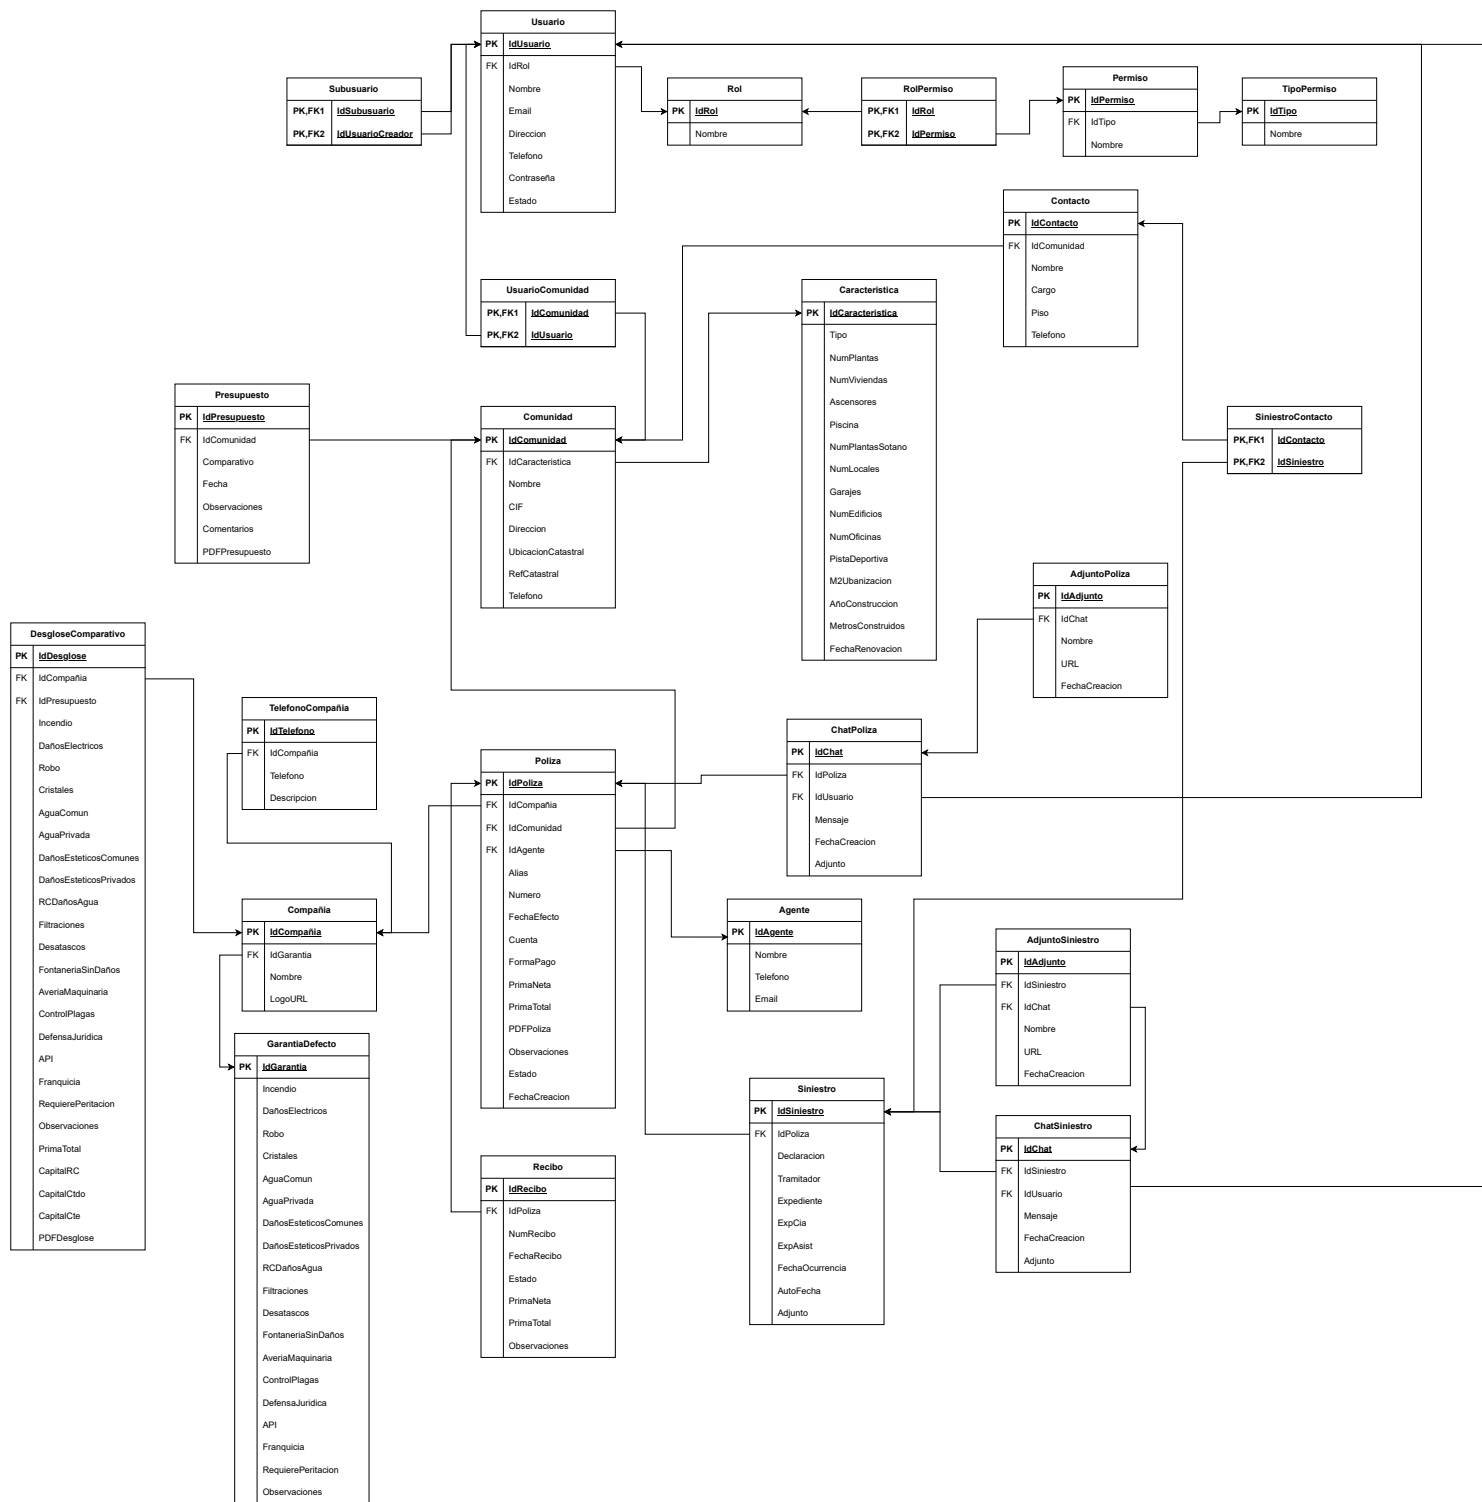 Usuario
PK IdUsuario
FK IdRol
Nombre
Email
Direccion
Telefono
Contraseña
Estado
Subusuario
PK,FK1 IdSubusuario
PK,FK2 IdUsuarioCreador
Rol
PK IdRol
Nombre
RolPermiso
PK,FK1 IdRol
PK,FK2 IdPermiso
Permiso
PK IdPermiso
FK IdTipo
Nombre
TipoPermiso
PK IdTipo
Nombre
Contacto
PK IdContacto
FK IdComunidad
Nombre
Cargo
Piso
Telefono
UsuarioComunidad
PK,FK1 IdComunidad
PK,FK2 IdUsuario
Caracteristica
PK IdCaracteristica
Tipo
NumPlantas
NumViviendas
Ascensores
Piscina
NumPlantasSotano
NumLocales
Garajes
NumEdificios
NumOficinas
PistaDeportiva
M2Ubanizacion
AñoConstruccion
MetrosConstruidos
FechaRenovacion
Presupuesto
PK IdPresupuesto
FK IdComunidad
Comparativo
Fecha
Observaciones
Comentarios
PDFPresupuesto
Comunidad
PK IdComunidad
FK IdCaracteristica
Nombre
CIF
Direccion
UbicacionCatastral
RefCatastral
Telefono
SiniestroContacto
PK,FK1 IdContacto
PK,FK2 IdSiniestro
AdjuntoPoliza
PK IdAdjunto
FK IdChat
Nombre
URL
FechaCreacion
DesgloseComparativo
PK IdDesglose
FK IdCompañia
FK IdPresupuesto
Incendio
DañosElectricos
Robo
Cristales
AguaComun
AguaPrivada
DañosEsteticosComunes
DañosEsteticosPrivados
RCDañosAgua
Filtraciones
Desatascos
FontaneriaSinDaños
AveriaMaquinaria
ControlPlagas
DefensaJuridica
API
Franquicia
RequierePeritacion
Observaciones
PrimaTotal
CapitalRC
CapitalCtdo
CapitalCte
PDFDesglose
TelefonoCompañia
PK IdTelefono
FK IdCompañia
Telefono
Descripcion
Poliza
PK IdPoliza
FK IdCompañia
FK IdComunidad
FK IdAgente
Alias
Numero
FechaEfecto
Cuenta
FormaPago
PrimaNeta
PrimaTotal
PDFPoliza
Observaciones
Estado
FechaCreacion
ChatPoliza
PK IdChat
FK IdPoliza
FK IdUsuario
Mensaje
FechaCreacion
Adjunto
Compañia
PK IdCompañia
FK IdGarantia
Nombre
LogoURL
Agente
PK IdAgente
Nombre
Telefono
Email
AdjuntoSiniestro
PK IdAdjunto
FK IdSiniestro
FK IdChat
Nombre
URL
FechaCreacion
GarantiaDefecto
PK IdGarantia
Incendio
DañosElectricos
Robo
Cristales
AguaComun
AguaPrivada
DañosEsteticosComunes
DañosEsteticosPrivados
RCDañosAgua
Filtraciones
Desatascos
FontaneriaSinDaños
AveriaMaquinaria
ControlPlagas
DefensaJuridica
API
Franquicia
RequierePeritacion
Observaciones
Siniestro
PK IdSiniestro
FK IdPoliza
Declaracion
Tramitador
Expediente
ExpCia
ExpAsist
FechaOcurrencia
AutoFecha
Adjunto
ChatSiniestro
PK IdChat
FK IdSiniestro
FK IdUsuario
Mensaje
FechaCreacion
Adjunto
Recibo
PK IdRecibo
FK IdPoliza
NumRecibo
FechaRecibo
Estado
PrimaNeta
PrimaTotal
Observaciones